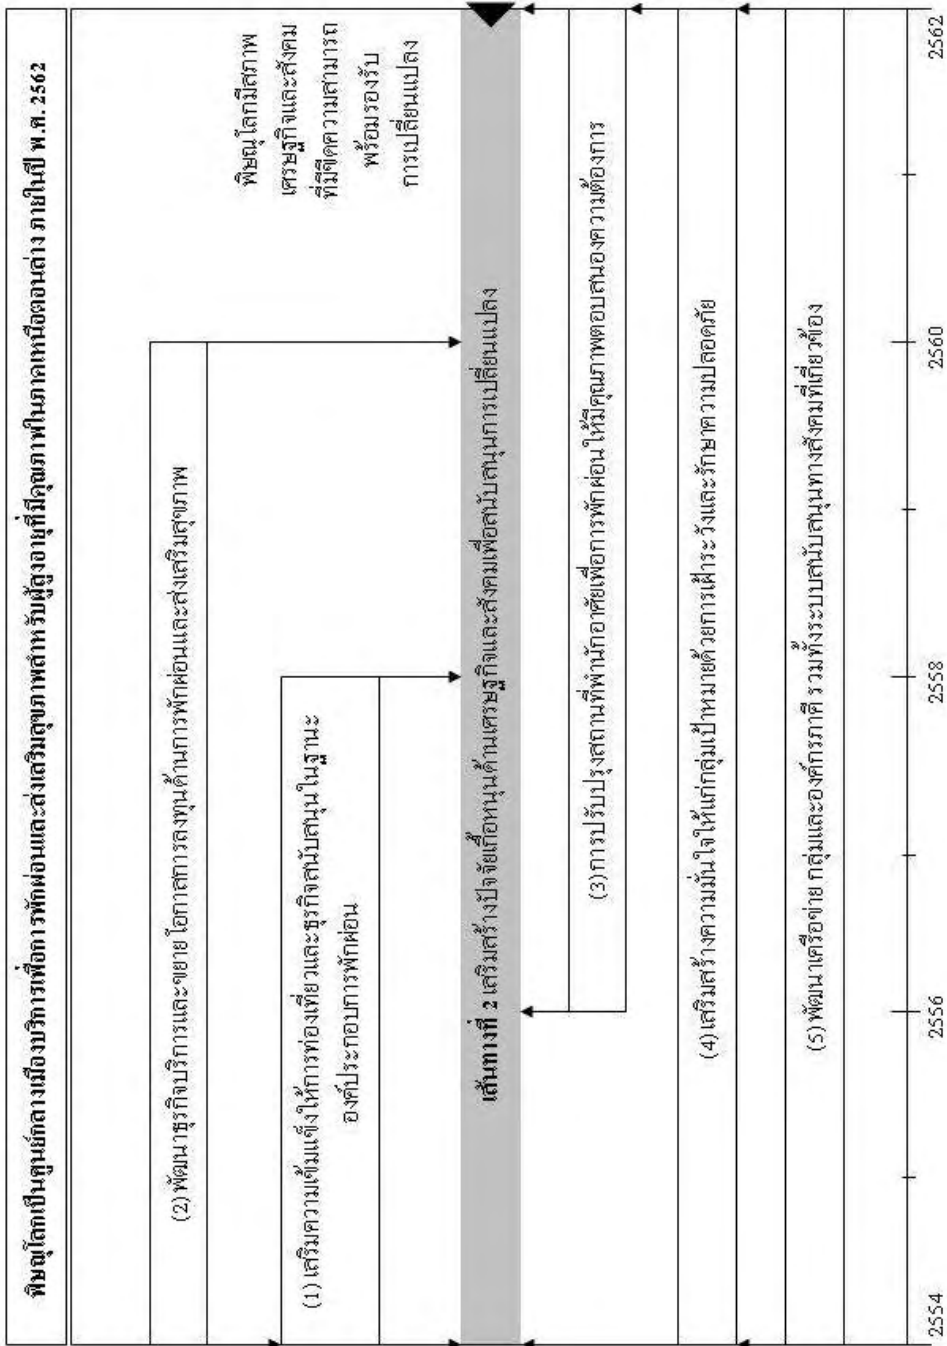 พิษณุโลกเป็นศูนย์กลางเมืองบริการเพื่อการพักผ่อนและส่งเสริมสุขภาพสำหรับผู้สูงอายุที่มีคุณภาพในภาคเหนือตอนล่าง ภายในปี พ.ศ. 2562
(2) พัฒนาธุรกิจบริการและขยายโอกาสการลงทุนด้านการพักผ่อนและส่งเสริมสุขภาพ
พิษณุโลกมีสภาพ
เศรษฐกิจและสังคม
ที่มีขีดความสามารถ
พร้อมรองรับ
การเปลี่ยนแปลง
(1) เสริมความเข้มแข็งให้การท่องเที่ยวและธุรกิจสนับสนุนในฐานะ
องค์ประกอบการพักผ่อน
เส้นทางที่ 2 เสริมสร้างปัจจัยเกื้อหนุนด้านเศรษฐกิจและสังคมเพื่อสนับสนุนการเปลี่ยนแปลง
(3) การปรับปรุงสถานที่พำนักอาศัยเพื่อการพักผ่อนให้มีคุณภาพตอบสนองความต้องการ
(4) เสริมสร้างความมั่นใจให้แก่กลุ่มเป้าหมายด้วยการเฝ้าระวังและรักษาความปลอดภัย
(5) พัฒนาเครือข่าย กลุ่มและองค์กรภาคี รวมทั้งระบบสนับสนุนทางสังคมที่เกี่ยวข้อง
2554 2556 2558 2560 2562